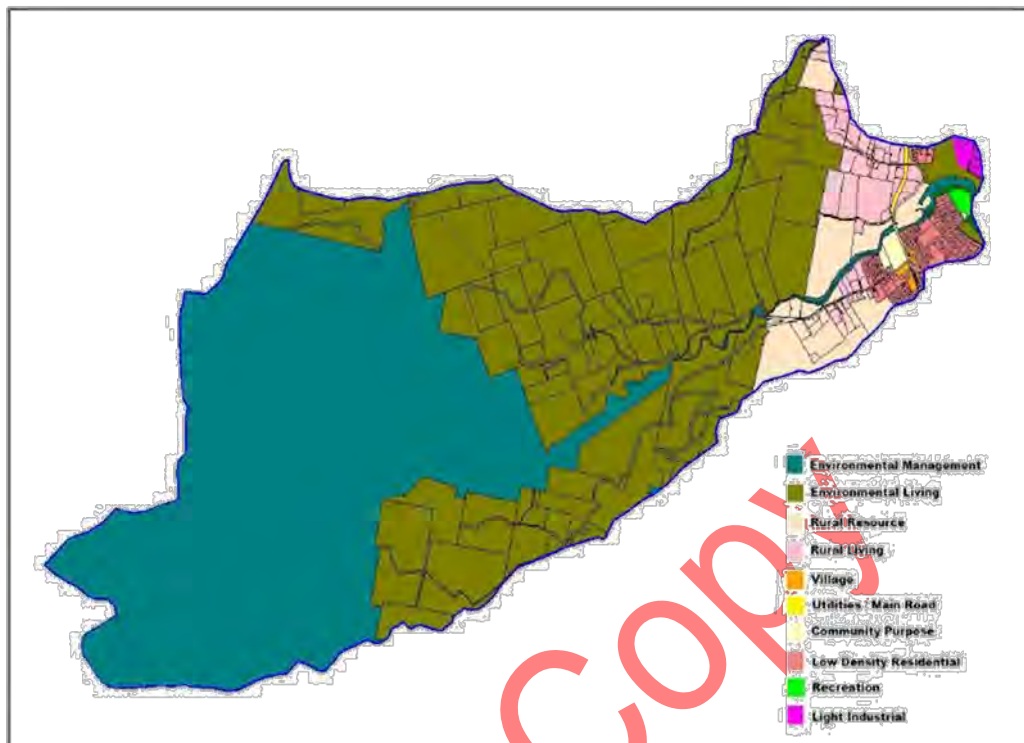 Environmental Management
Environmental Living
Rural Resource
Rural Living
Village
Utilities Main Road
Community Purpose
Low Density Residential
Recreation
Light Industrial
Copy